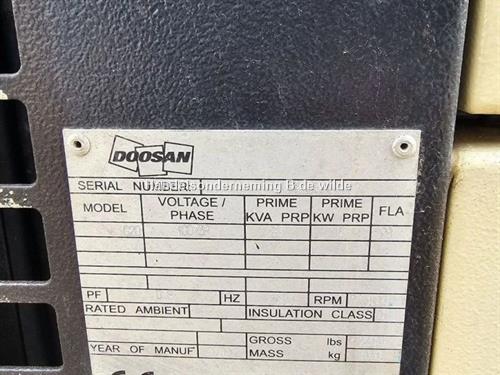 DOOSAN
SERIAL NUMBER
Handelsonderneming B de wilde
MODEL VOLTAGE / PHASE PRIME KVA PRP PRIME KW PRP FLA
PF HZ RPM
RATED AMBIENT INSULATION CLASS
YEAR OF MANUF GROSS MASS lbs kg